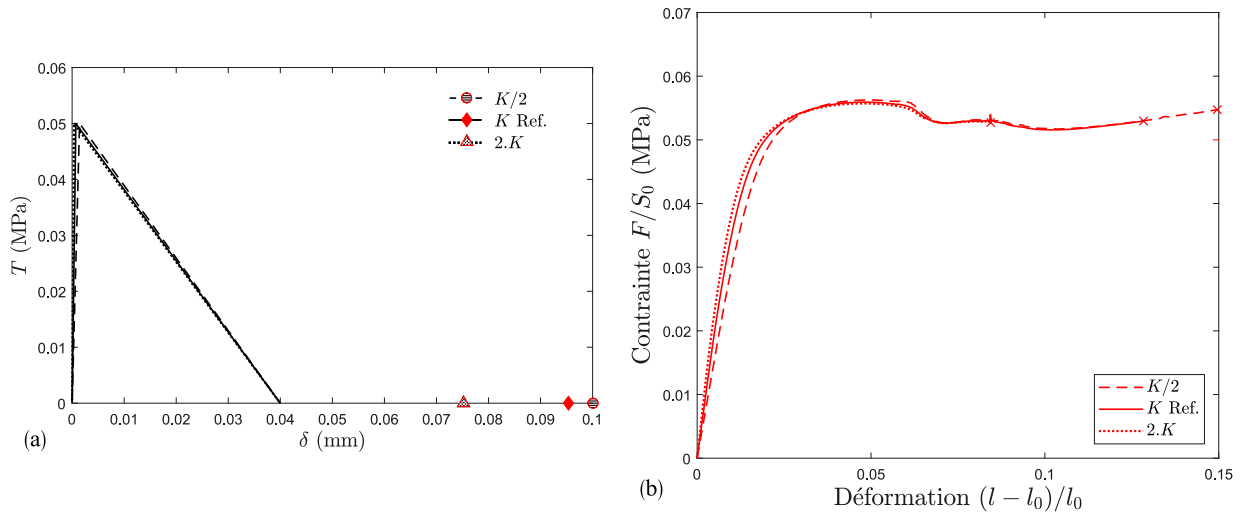 0.06
0.05
0.04
0.03
0.02
0.01
0
T (MPa)
0 0.01 0.02 0.03 0.04 0.05 0.06 0.07 0.08 0.09 0.1
δ (mm)
K/2
K Ref.
2.K
(a)
0.07
0.06
0.05
0.04
0.03
0.02
0.01
0
Contrainte F/S₀ (MPa)
0 0.05 0.1 0.15
Déformation (l − l₀)/l₀
K/2
K Ref.
2.K
(b)